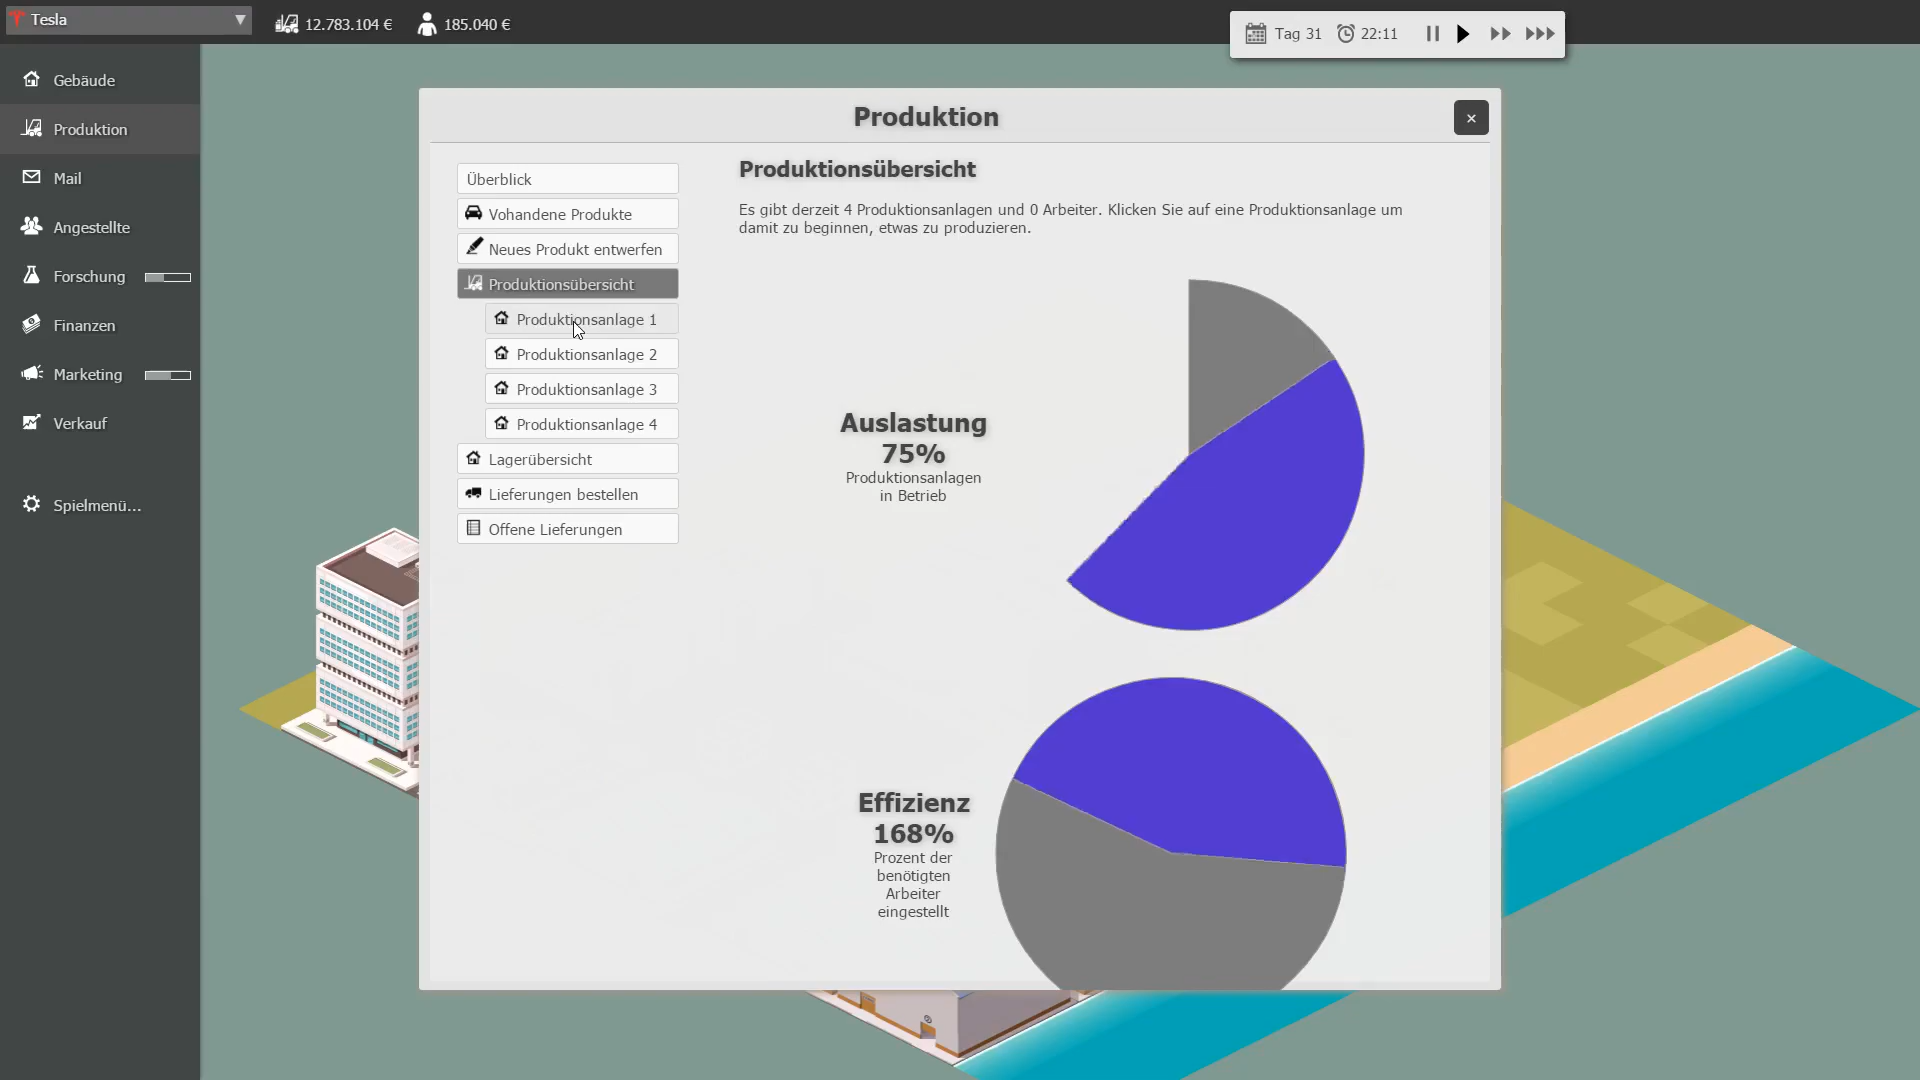 Tesla
12.783.104 €
185.040 €
Tag 31
22:11
Gebäude
Produktion
Mail
Angestellte
Forschung
Finanzen
Marketing
Verkauf
Spielmenü...
Produktion
×
Überblick
Vohandene Produkte
Neues Produkt entwerfen
Produktionsübersicht
Produktionsanlage 1
Produktionsanlage 2
Produktionsanlage 3
Produktionsanlage 4
Lagerübersicht
Lieferungen bestellen
Offene Lieferungen
Produktionsübersicht
Es gibt derzeit 4 Produktionsanlagen und 0 Arbeiter. Klicken Sie auf eine Produktionsanlage um
damit zu beginnen, etwas zu produzieren.
Auslastung
75%
Produktionsanlagen
in Betrieb
Effizienz
168%
Prozent der
benötigten
Arbeiter
eingestellt